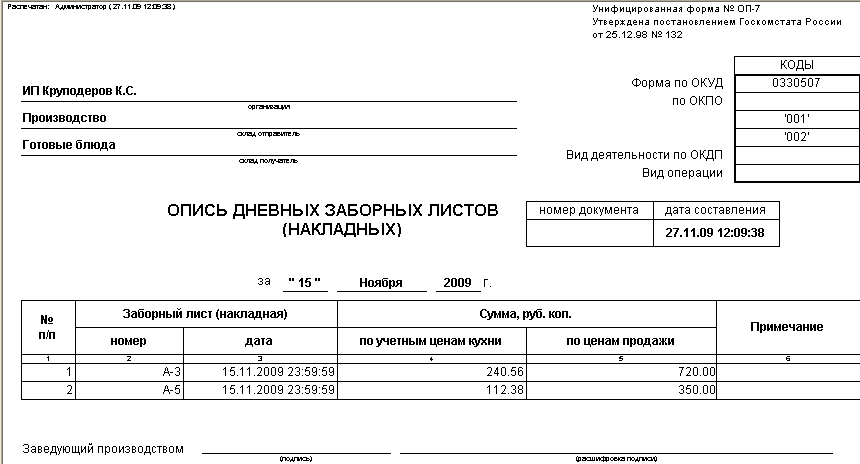 Распечатан: Администратор ( 27.11.09 12:09:38 )
Унифицированная форма № ОП-7
Утверждена постановлением Госкомстата России
от 25.12.98 № 132
КОДЫ
Форма по ОКУД 0330507
по ОКПО
ИП Круподеров К.С.
организация
'001'
Производство
склад отправитель
'002'
Готовые блюда
склад получатель
Вид деятельности по ОКДП
Вид операции
ОПИСЬ ДНЕВНЫХ ЗАБОРНЫХ ЛИСТОВ
(НАКЛАДНЫХ)
номер документа дата составления
27.11.09 12:09:38
за " 15 " Ноября 2009 г.
№ п/п Заборный лист (накладная) Сумма, руб. коп. Примечание
номер дата по учетным ценам кухни по ценам продажи
1 2 3 4 5 6
1 А-3 15.11.2009 23:59:59 240.56 720.00
2 А-5 15.11.2009 23:59:59 112.38 350.00
Заведующий производством
(подпись) (расшифровка подписи)